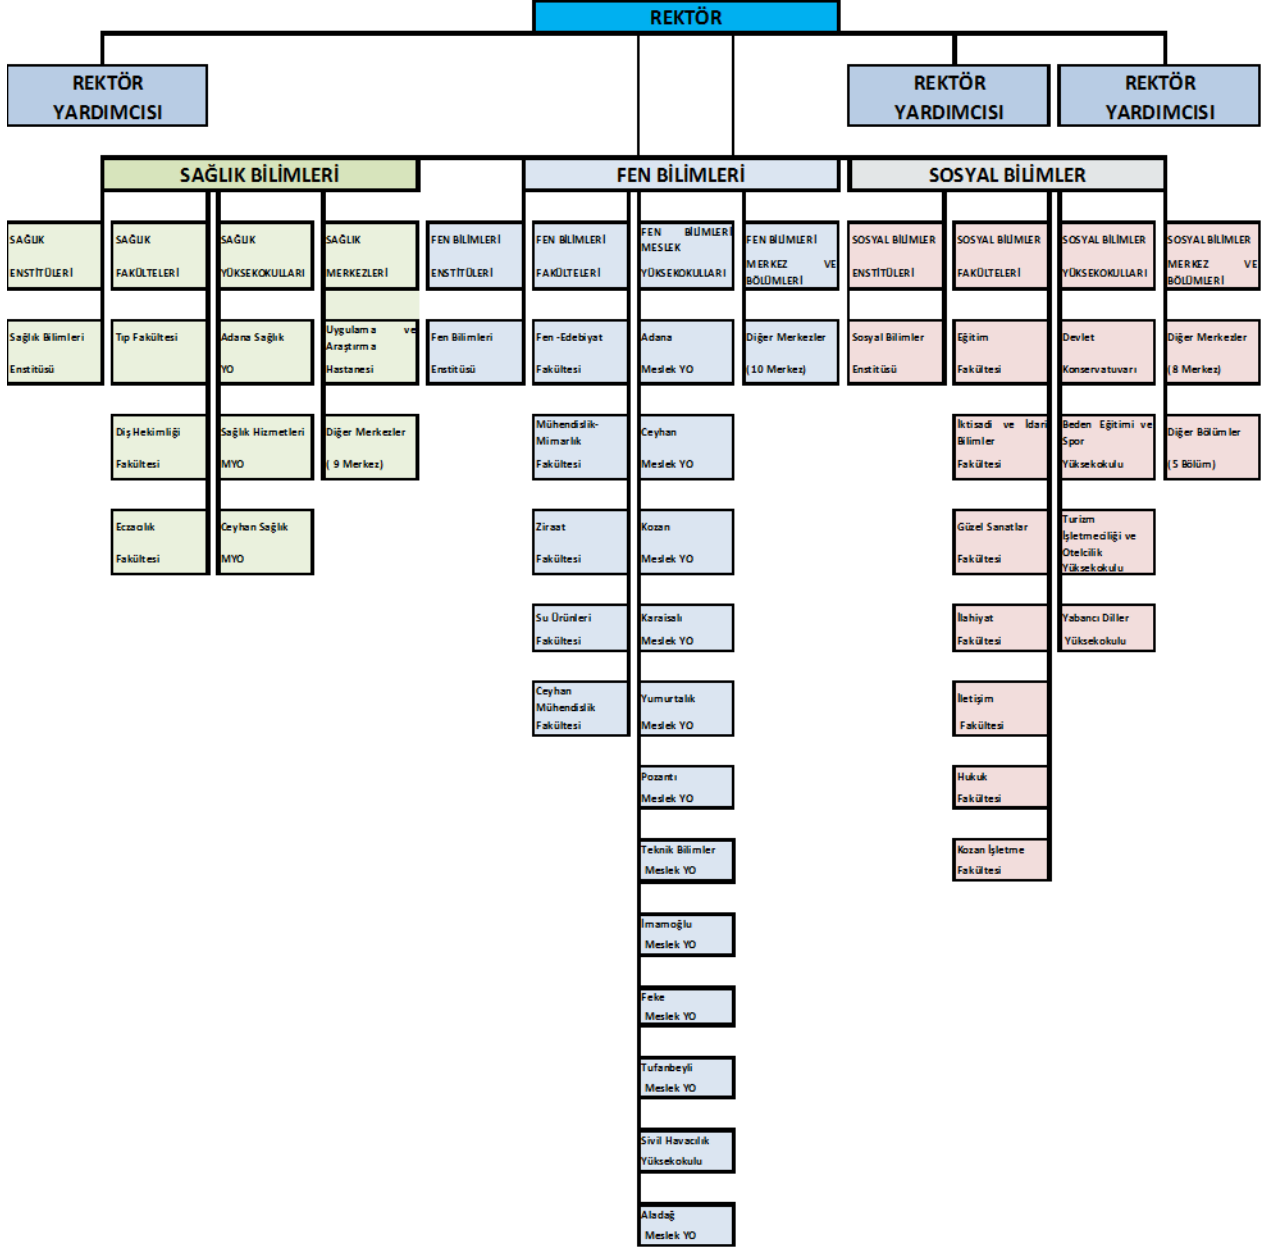 REKTÖR
REKTÖR
YARDIMCISI
REKTÖR
YARDIMCISI
REKTÖR
YARDIMCISI
SAĞLIK BİLİMLERİ
FEN BİLİMLERİ
SOSYAL BİLİMLER
SAĞLIK
ENSTİTÜLERİ
SAĞLIK
FAKÜLTELERİ
SAĞLIK
YÜKSEKOKULLARI
SAĞLIK
MERKEZLERİ
FEN BİLİMLERİ
ENSTİTÜLERİ
FEN BİLİMLERİ
FAKÜLTELERİ
FEN BİLİMLERİ
MESLEK
YÜKSEKOKULLARI
FEN BİLİMLERİ
MERKEZ VE
BÖLÜMLERİ
SOSYAL BİLİMLER
ENSTİTÜLERİ
SOSYAL BİLİMLER
FAKÜLTELERİ
SOSYAL BİLİMLER
YÜKSEKOKULLARI
SOSYAL BİLİMLER
MERKEZ VE
BÖLÜMLERİ
Sağlık Bilimleri
Enstitüsü
Tıp Fakültesi
Adana Sağlık
YO
Uygulama ve
Araştırma
Hastanesi
Fen Bilimleri
Enstitüsü
Fen -Edebiyat
Fakültesi
Adana
Meslek YO
Diğer Merkezler
(10 Merkez)
Sosyal Bilimler
Enstitüsü
Eğitim
Fakültesi
Devlet
Konservatuvarı
Diğer Merkezler
(8 Merkez)
Diş Hekimliği
Fakültesi
Sağlık Hizmetleri
MYO
Diğer Merkezler
( 9 Merkez)
Mühendislik-
Mimarlık
Fakültesi
Ceyhan
Meslek YO
İktisadi ve İdari
Bilimler
Fakültesi
Beden Eğitimi ve
Spor
Yüksekokulu
Diğer Bölümler
(5 Bölüm)
Eczacılık
Fakültesi
Ceyhan Sağlık
MYO
Ziraat
Fakültesi
Kozan
Meslek YO
Güzel Sanatlar
Fakültesi
Turizm
İşletmeciliği ve
Otelcilik
Yüksekokulu
Su Ürünleri
Fakültesi
Karaisalı
Meslek YO
İlahiyat
Fakültesi
Yabancı Diller
Yüksekokulu
Ceyhan
Mühendislik
Fakültesi
Yumurtalık
Meslek YO
İletişim
Fakültesi
Pozantı
Meslek YO
Hukuk
Fakültesi
Teknik Bilimler
Meslek YO
Kozan İşletme
Fakültesi
İmamoğlu
Meslek YO
Feke
Meslek YO
Tufanbeyli
Meslek YO
Sivil Havacılık
Yüksekokulu
Aladağ
Meslek YO